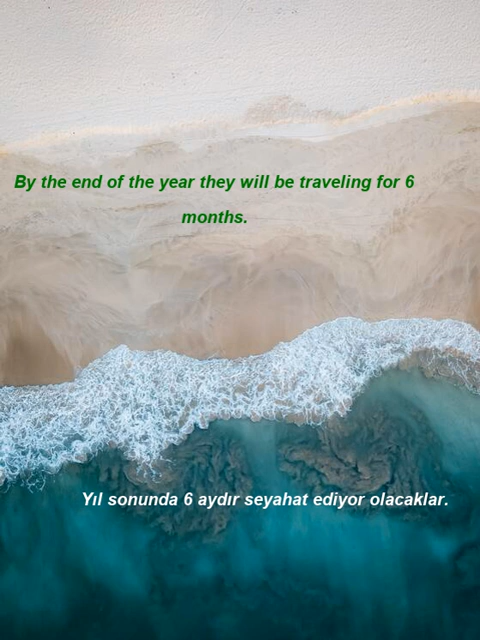 By the end of the year they will be traveling for 6
months.
Yıl sonunda 6 aydır seyahat ediyor olacaklar.